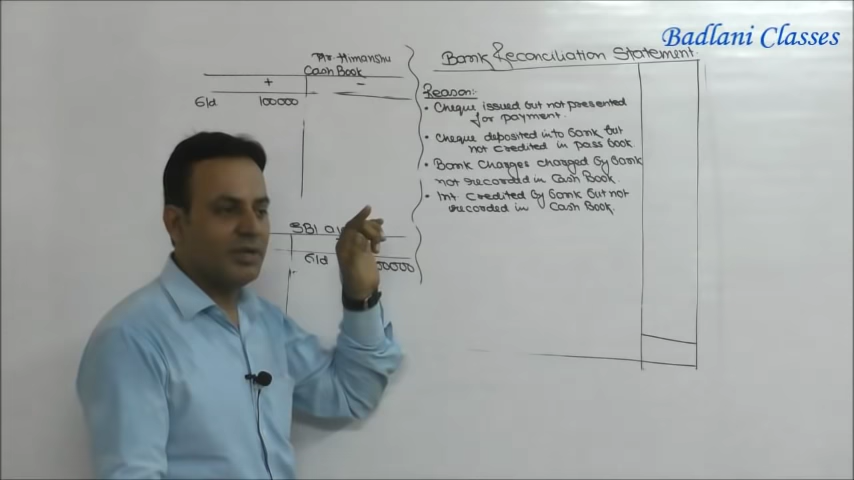 Badlani Classes
Mr. Himanshu
Cash Book
+ -
b/d 100000
SBI
b/d
Bank Reconciliation Statement
Reason:-
• Cheque issued but not presented
for payment.
• Cheque deposited into bank but
not credited in pass book
• Bank Charges charged by bank
not recorded in Cash Book.
• Int credited by bank but not
recorded in Cash Book.